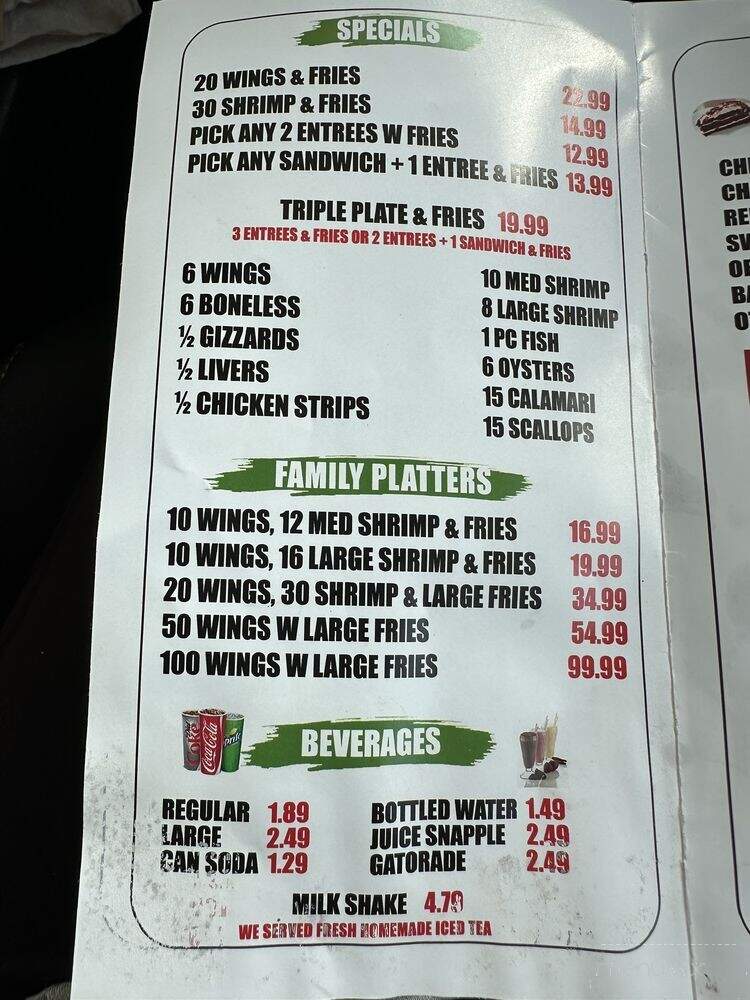 SPECIALS
20 WINGS & FRIES 22.99
30 SHRIMP & FRIES 14.99
PICK ANY 2 ENTREES W FRIES 12.99
PICK ANY SANDWICH + 1 ENTREE & FRIES 13.99
TRIPLE PLATE & FRIES 19.99
3 ENTREES & FRIES OR 2 ENTREES + 1 SANDWICH & FRIES
6 WINGS
6 BONELESS
½ GIZZARDS
½ LIVERS
½ CHICKEN STRIPS
10 MED SHRIMP
8 LARGE SHRIMP
1 PC FISH
6 OYSTERS
15 CALAMARI
15 SCALLOPS
FAMILY PLATTERS
10 WINGS, 12 MED SHRIMP & FRIES 16.99
10 WINGS, 16 LARGE SHRIMP & FRIES 19.99
20 WINGS, 30 SHRIMP & LARGE FRIES 34.99
50 WINGS W LARGE FRIES 54.99
100 WINGS W LARGE FRIES 99.99
Coca-Cola
BEVERAGES
REGULAR 1.89
LARGE 2.49
CAN SODA 1.29
BOTTLED WATER 1.49
JUICE SNAPPLE 2.49
GATORADE 2.49
MILK SHAKE 4.79
WE SERVED FRESH HOMEMADE ICED TEA